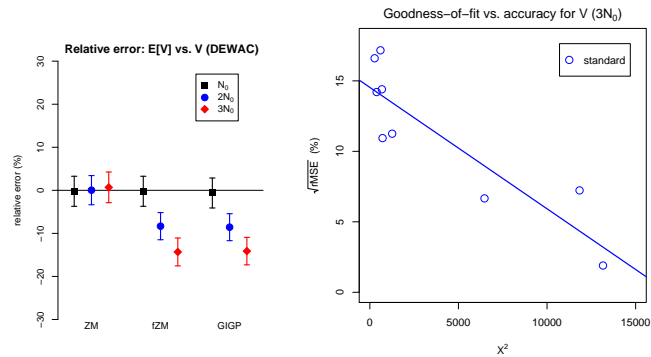 Relative error: E[V] vs. V (DEWAC)
relative error (%)
30
20
10
0
−10
−20
−30
N₀
2N₀
3N₀
ZM
fZM
GIGP
Goodness−of−fit vs. accuracy for V (3N₀)
√rMSE (%)
15
10
5
0
standard
0
5000
10000
15000
X²